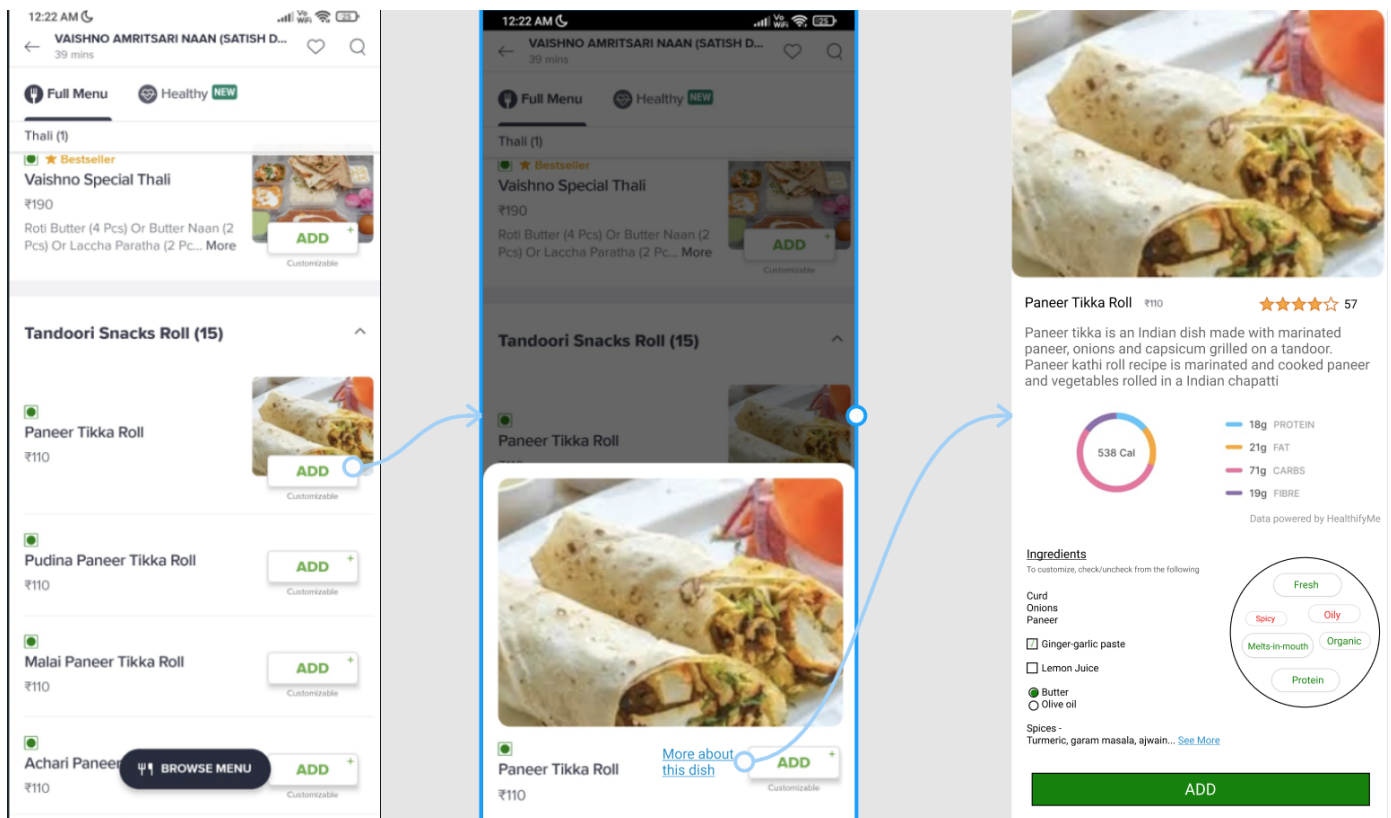 12:22 AM
Vo
WiFi
25
VAISHNO AMRITSARI NAAN (SATISH D...
39 mins
Full Menu
Healthy NEW
Thali (1)
Bestseller
Vaishno Special Thali
₹190
Roti Butter (4 Pcs) Or Butter Naan (2
Pcs) Or Laccha Paratha (2 Pc... More
ADD +
Customizable
Tandoori Snacks Roll (15)
Paneer Tikka Roll
₹110
ADD
Customizable
Pudina Paneer Tikka Roll
₹110
ADD +
Customizable
Malai Paneer Tikka Roll
₹110
ADD +
Customizable
Achari Paneer
₹110
BROWSE MENU
ADD +
Customizable
12:22 AM
Vo
WiFi
25
VAISHNO AMRITSARI NAAN (SATISH D...
39 mins
Full Menu
Healthy NEW
Thali (1)
Bestseller
Vaishno Special Thali
₹190
Roti Butter (4 Pcs) Or Butter Naan (2
Pcs) Or Laccha Paratha (2 Pc... More
ADD +
Customizable
Tandoori Snacks Roll (15)
Paneer Tikka Roll
Paneer Tikka Roll
₹110
More about
this dish
ADD +
Customizable
Paneer Tikka Roll ₹110
57
Paneer tikka is an Indian dish made with marinated
paneer, onions and capsicum grilled on a tandoor.
Paneer kathi roll recipe is marinated and cooked paneer
and vegetables rolled in a Indian chapatti
538 Cal
18g PROTEIN
21g FAT
71g CARBS
19g FIBRE
Data powered by HealthifyMe
Ingredients
To customize, check/uncheck from the following
Curd
Onions
Paneer
Ginger-garlic paste
Lemon Juice
Butter
Olive oil
Spices -
Turmeric, garam masala, ajwain... See More
Fresh
Spicy
Oily
Melts-in-mouth
Organic
Protein
ADD